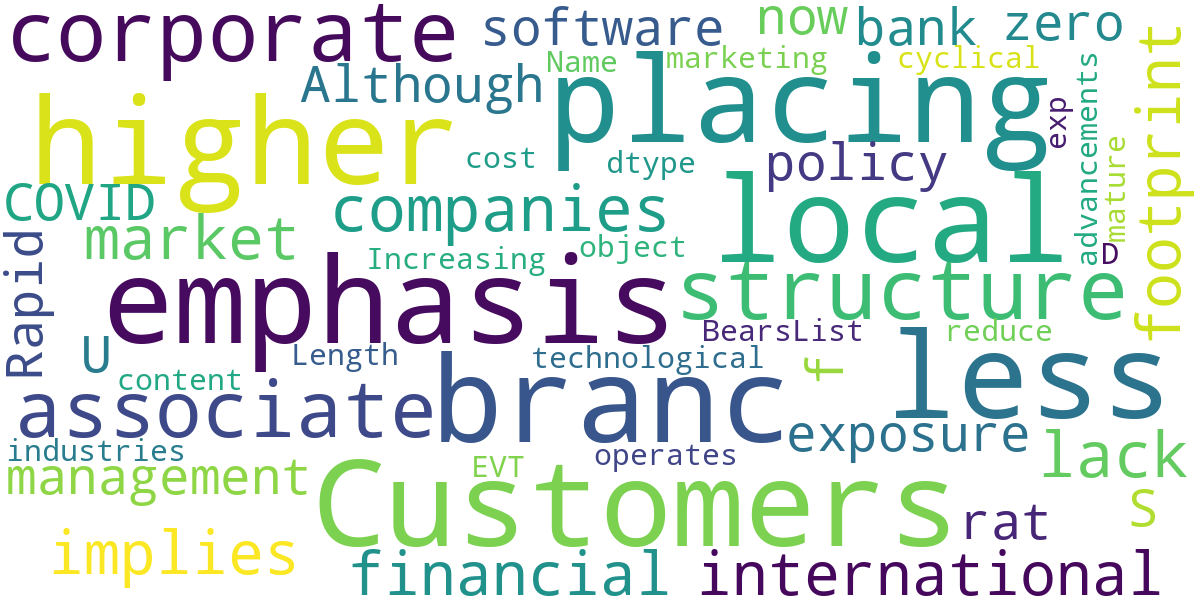 corporate
software
now
bank
zero
Although
Name
marketing
cyclical
placing
higher
exp
advancements
footprint
cost
dtype
policy
mature
COVID
companies
local
market
Increasing
object
D
Rapid
emphasis
structure
U
Length
technological
BearsList
reduce
content
associate
branc
f
less
industries
management
EVT
operates
exposure
lack
Customers
S
implies
rat
financial
international